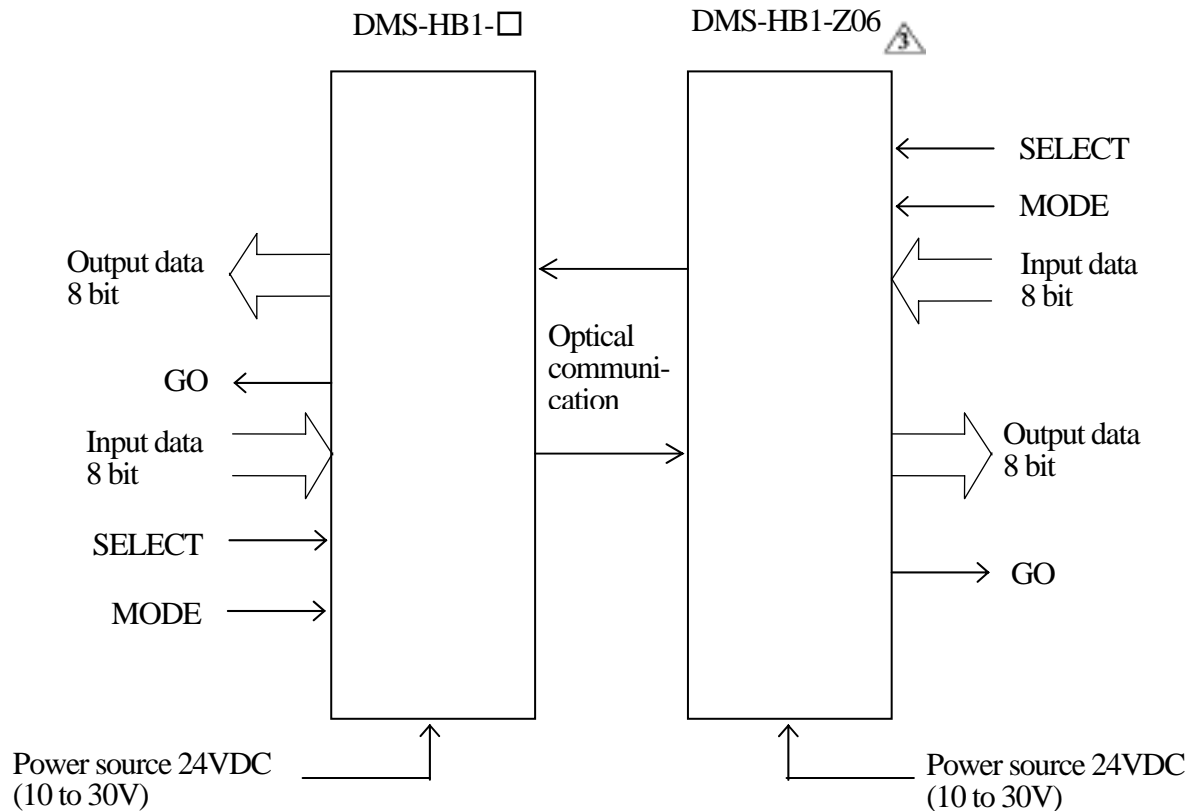 DMS-HB1-□
DMS-HB1-Z06
3
SELECT
MODE
Output data
8 bit
Input data
8 bit
Optical
communi-
cation
GO
Input data
8 bit
Output data
8 bit
SELECT
GO
MODE
Power source 24VDC
(10 to 30V)
Power source 24VDC
(10 to 30V)